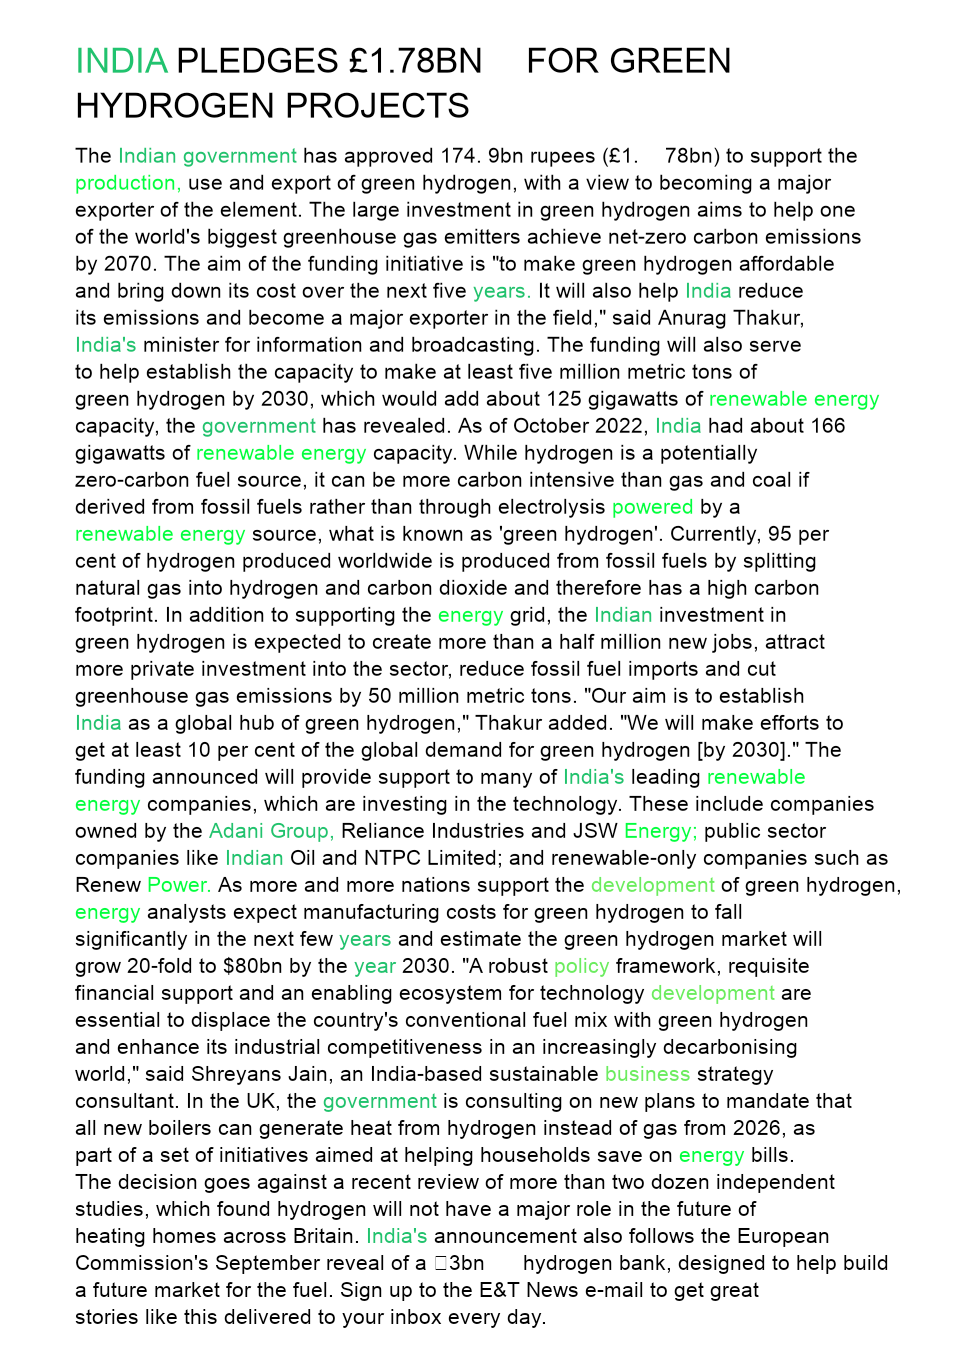 INDIA PLEDGES £1.78BN FOR GREEN
HYDROGEN PROJECTS
The Indian government has approved 174. 9bn rupees (£1. 78bn) to support the
production, use and export of green hydrogen, with a view to becoming a major
exporter of the element. The large investment in green hydrogen aims to help one
of the world's biggest greenhouse gas emitters achieve net-zero carbon emissions
by 2070. The aim of the funding initiative is "to make green hydrogen affordable
and bring down its cost over the next five years. It will also help India reduce
its emissions and become a major exporter in the field," said Anurag Thakur,
India's minister for information and broadcasting. The funding will also serve
to help establish the capacity to make at least five million metric tons of
green hydrogen by 2030, which would add about 125 gigawatts of renewable energy
capacity, the government has revealed. As of October 2022, India had about 166
gigawatts of renewable energy capacity. While hydrogen is a potentially
zero-carbon fuel source, it can be more carbon intensive than gas and coal if
derived from fossil fuels rather than through electrolysis powered by a
renewable energy source, what is known as 'green hydrogen'. Currently, 95 per
cent of hydrogen produced worldwide is produced from fossil fuels by splitting
natural gas into hydrogen and carbon dioxide and therefore has a high carbon
footprint. In addition to supporting the energy grid, the Indian investment in
green hydrogen is expected to create more than a half million new jobs, attract
more private investment into the sector, reduce fossil fuel imports and cut
greenhouse gas emissions by 50 million metric tons. "Our aim is to establish
India as a global hub of green hydrogen," Thakur added. "We will make efforts to
get at least 10 per cent of the global demand for green hydrogen [by 2030]." The
funding announced will provide support to many of India's leading renewable
energy companies, which are investing in the technology. These include companies
owned by the Adani Group, Reliance Industries and JSW Energy; public sector
companies like Indian Oil and NTPC Limited; and renewable-only companies such as
Renew Power. As more and more nations support the development of green hydrogen,
energy analysts expect manufacturing costs for green hydrogen to fall
significantly in the next few years and estimate the green hydrogen market will
grow 20-fold to $80bn by the year 2030. "A robust policy framework, requisite
financial support and an enabling ecosystem for technology development are
essential to displace the country's conventional fuel mix with green hydrogen
and enhance its industrial competitiveness in an increasingly decarbonising
world," said Shreyans Jain, an India-based sustainable business strategy
consultant. In the UK, the government is consulting on new plans to mandate that
all new boilers can generate heat from hydrogen instead of gas from 2026, as
part of a set of initiatives aimed at helping households save on energy bills.
The decision goes against a recent review of more than two dozen independent
studies, which found hydrogen will not have a major role in the future of
heating homes across Britain. India's announcement also follows the European
Commission's September reveal of a 3bn hydrogen bank, designed to help build
a future market for the fuel. Sign up to the E&T News e-mail to get great
stories like this delivered to your inbox every day.